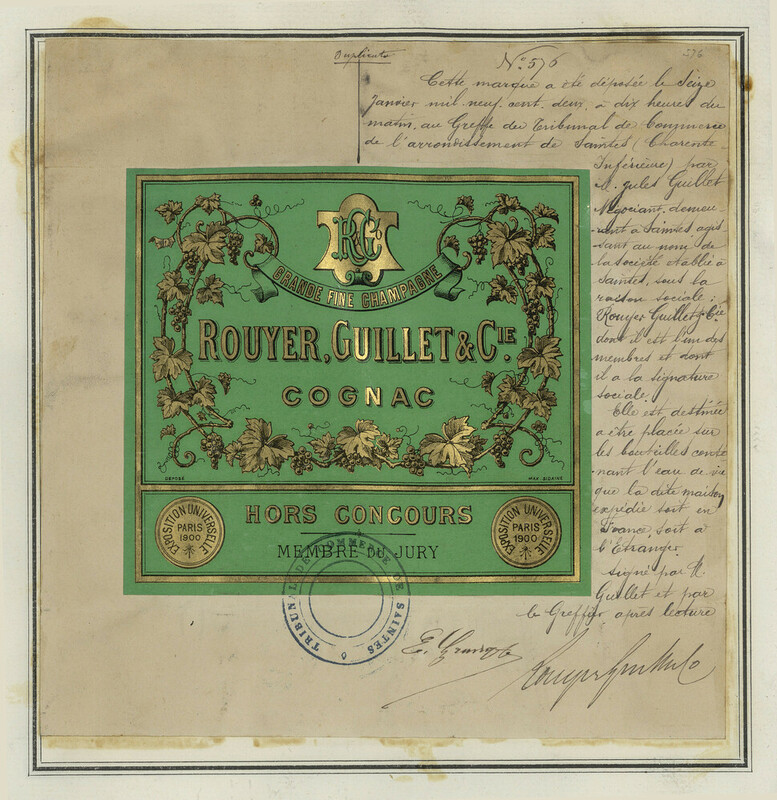 Duplicata
Nº 576
576
Cette marque a été déposée le Seize
Janvier mil neuf cent deux, à dix heures du
matin, au Greffe du Tribunal de Commerce
de l'arrondissement de Saintes (Charente
Inférieure) par
M. Jules Guillet
Négociant, demeu-
rant à Saintes agis
sant au nom de
la société établie à
Saintes, sous la
raison sociale:
Rouyer Guillet & Cie
dont il est l'un des
membres et dont
il a la signature
sociale.
Elle est destinée
a être placée sur
les bouteilles conte
nant l'eau de vie
que la dite maison
expédie soit en
France, soit à
l'Etranger.
signé par M.
Guillet et par
le Greffier après lecture
RGC
GRANDE FINE CHAMPAGNE
ROUYER, GUILLET & CIE.
COGNAC
DÉPOSÉ
HORS CONCOURS
MEMBRE DU JURY
EXPOSITION UNIVERSELLE
PARIS
1900
EXPOSITION UNIVERSELLE
PARIS
1900
TRIBUNAL DE COMMERCE DE SAINTES
Rouyer Guillet & Co